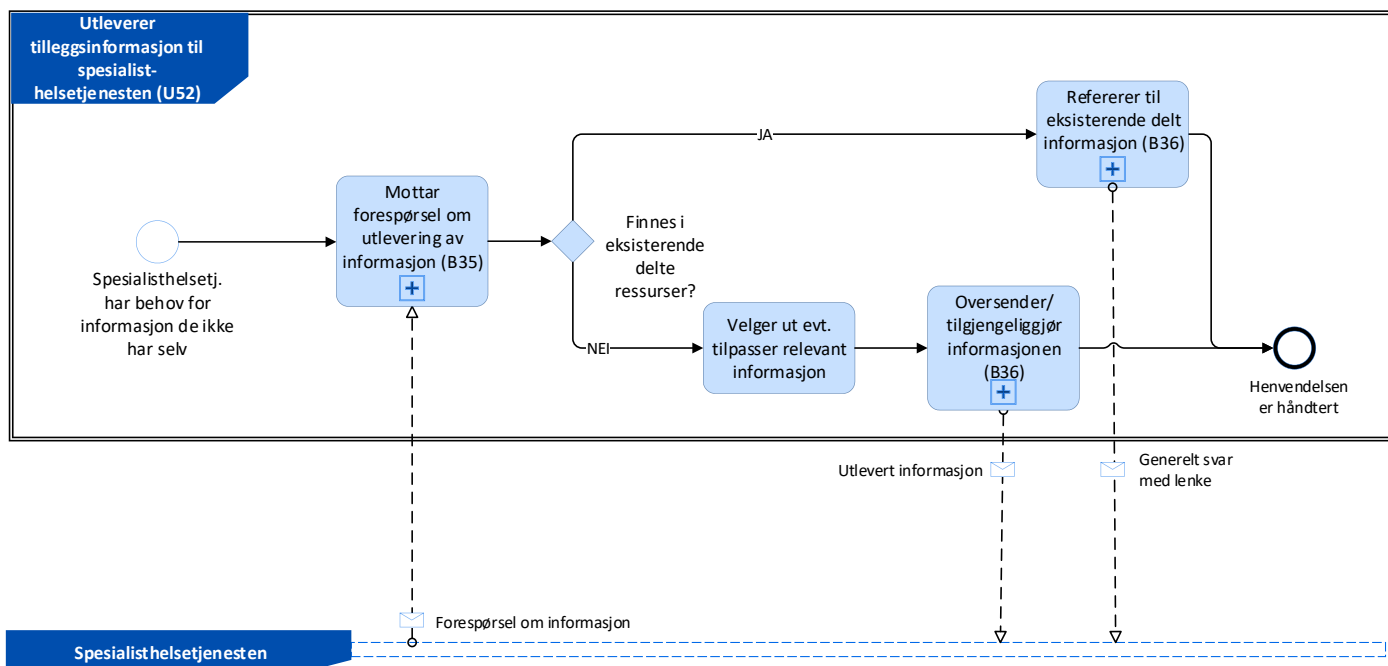 Utleverer
tilleggsinformasjon til
spesialist-
helsetjenesten (U52)
Spesialisthelsetj.
har behov for
informasjon de ikke
har selv
Mottar
forespørsel om
utlevering av
informasjon (B35)
Finnes i
eksisterende
delte
ressurser?
JA
NEI
Refererer til
eksisterende delt
informasjon (B36)
Velger ut evt.
tilpasser relevant
informasjon
Oversender/
tilgjengeliggjør
informasjonen
(B36)
Henvendelsen
er håndtert
Utlevert informasjon
Generelt svar
med lenke
Forespørsel om informasjon
Spesialisthelsetjenesten